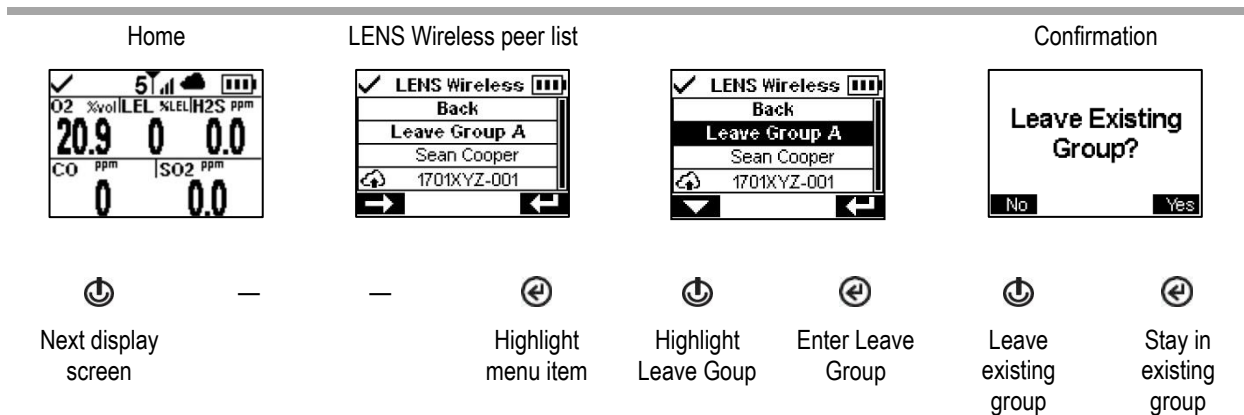 Home
LENS Wireless peer list
Confirmation
5
O2 %vol LEL %LEL H2S PPm
20.9 0 0.0
CO PPm SO2 PPm
0 0.0
LENS Wireless
Back
Leave Group A
Sean Cooper
1701XYZ-001
LENS Wireless
Back
Leave Group A
Sean Cooper
1701XYZ-001
Leave Existing
Group?
No Yes
– –
Next display
screen
Highlight
menu item
Highlight
Leave Goup
Enter Leave
Group
Leave
existing
group
Stay in
existing
group